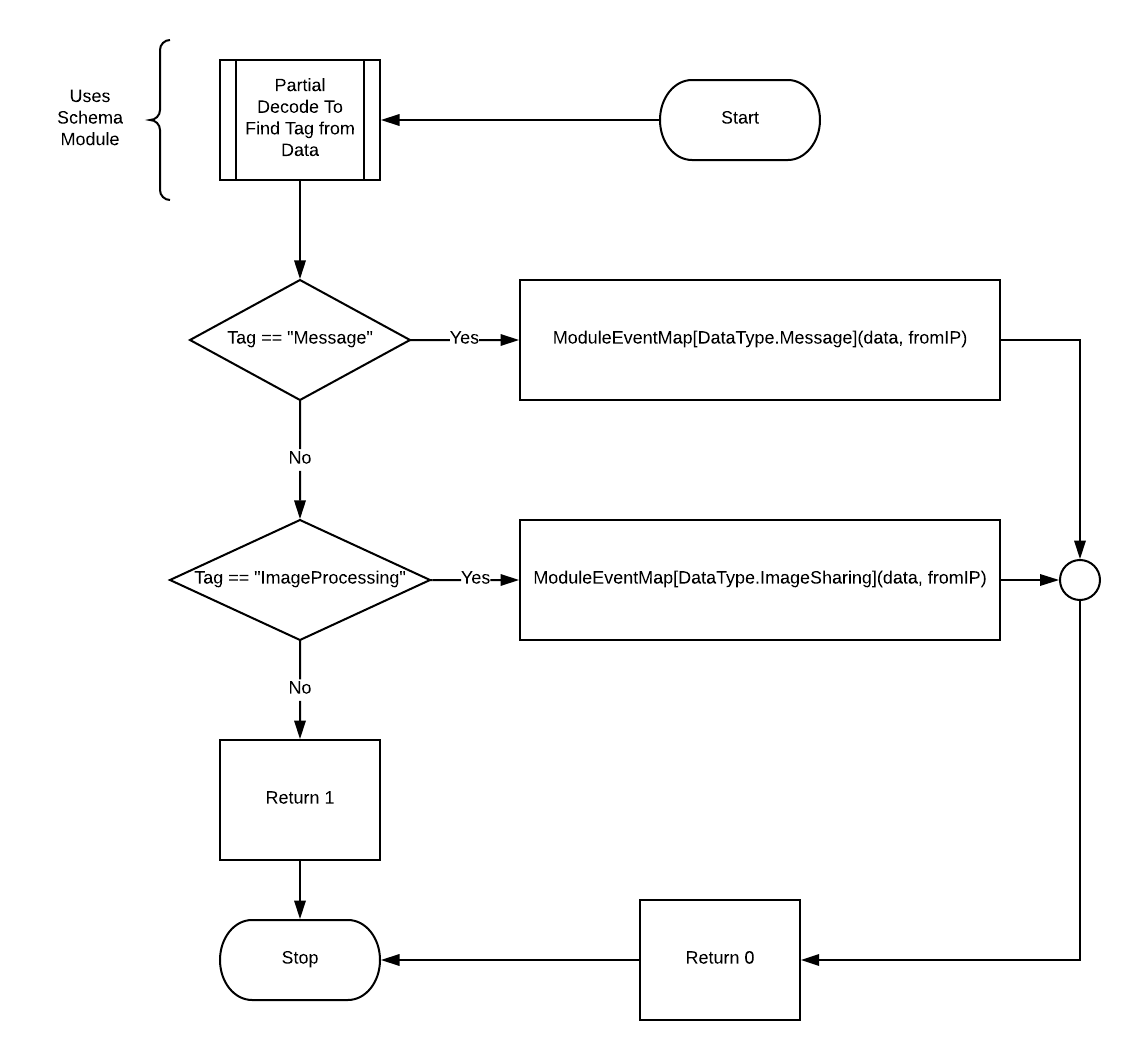 Uses
Schema
Module
Partial
Decode To
Find Tag from
Data
Start
Tag == "Message"
Yes
ModuleEventMap[DataType.Message](data, fromIP)
No
Tag == "ImageProcessing"
Yes
ModuleEventMap[DataType.ImageSharing](data, fromIP)
No
Return 1
Stop
Return 0